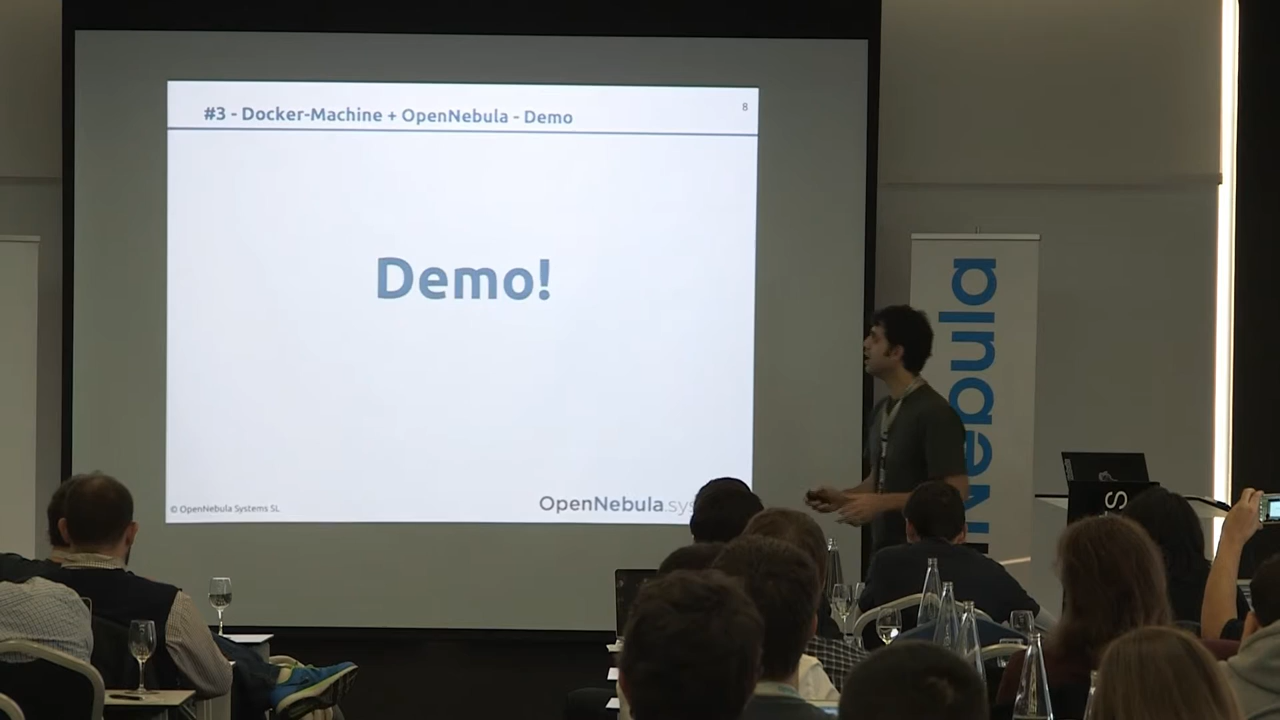 #3 - Docker-Machine + OpenNebula - Demo
8
Demo!
© OpenNebula Systems SL
OpenNebula.sys
Nebula